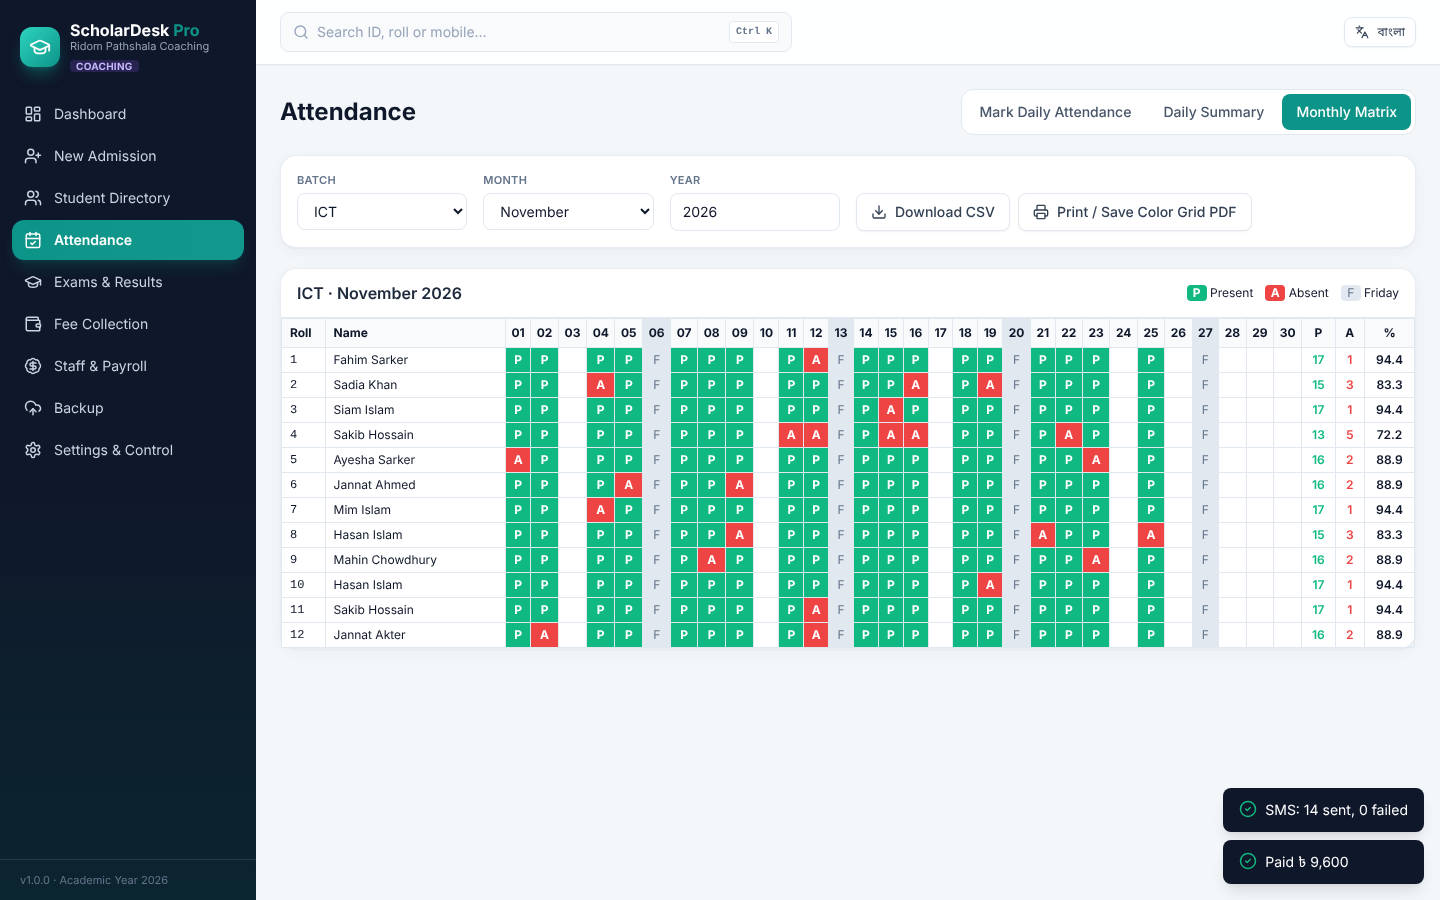 ScholarDesk Pro
Ridom Pathshala Coaching
COACHING
Dashboard
New Admission
Student Directory
Attendance
Exams & Results
Fee Collection
Staff & Payroll
Backup
Settings & Control
v1.0.0 · Academic Year 2026
Search ID, roll or mobile... Ctrl K
বাংলা
Attendance
Mark Daily Attendance Daily Summary Monthly Matrix
BATCH MONTH YEAR
ICT November 2026 Download CSV Print / Save Color Grid PDF
ICT · November 2026 P Present A Absent F Friday
Roll Name 01 02 03 04 05 06 07 08 09 10 11 12 13 14 15 16 17 18 19 20 21 22 23 24 25 26 27 28 29 30 P A %
1 Fahim Sarker P P P P F P P P P A F P P P P P F P P P P F 17 1 94.4
2 Sadia Khan P P A P F P P P P P F P P A P A F P P P P F 15 3 83.3
3 Siam Islam P P P P F P P P P P F P A P P P F P P P P F 17 1 94.4
4 Sakib Hossain P P P P F P P P A A F P A A P P F P A P P F 13 5 72.2
5 Ayesha Sarker A P P P F P P P P P F P P P P P F P P A P F 16 2 88.9
6 Jannat Ahmed P P P A F P P A P P F P P P P P F P P P P F 16 2 88.9
7 Mim Islam P P A P F P P P P P F P P P P P F P P P P F 17 1 94.4
8 Hasan Islam P P P P F P P A P P F P P P P P F A P P A F 15 3 83.3
9 Mahin Chowdhury P P P P F P A P P P F P P P P P F P P A P F 16 2 88.9
10 Hasan Islam P P P P F P P P P P F P P P P A F P P P P F 17 1 94.4
11 Sakib Hossain P P P P F P P P P A F P P P P P F P P P P F 17 1 94.4
12 Jannat Akter P A P P F P P P P A F P P P P P F P P P P F 16 2 88.9
SMS: 14 sent, 0 failed
Paid ৳ 9,600